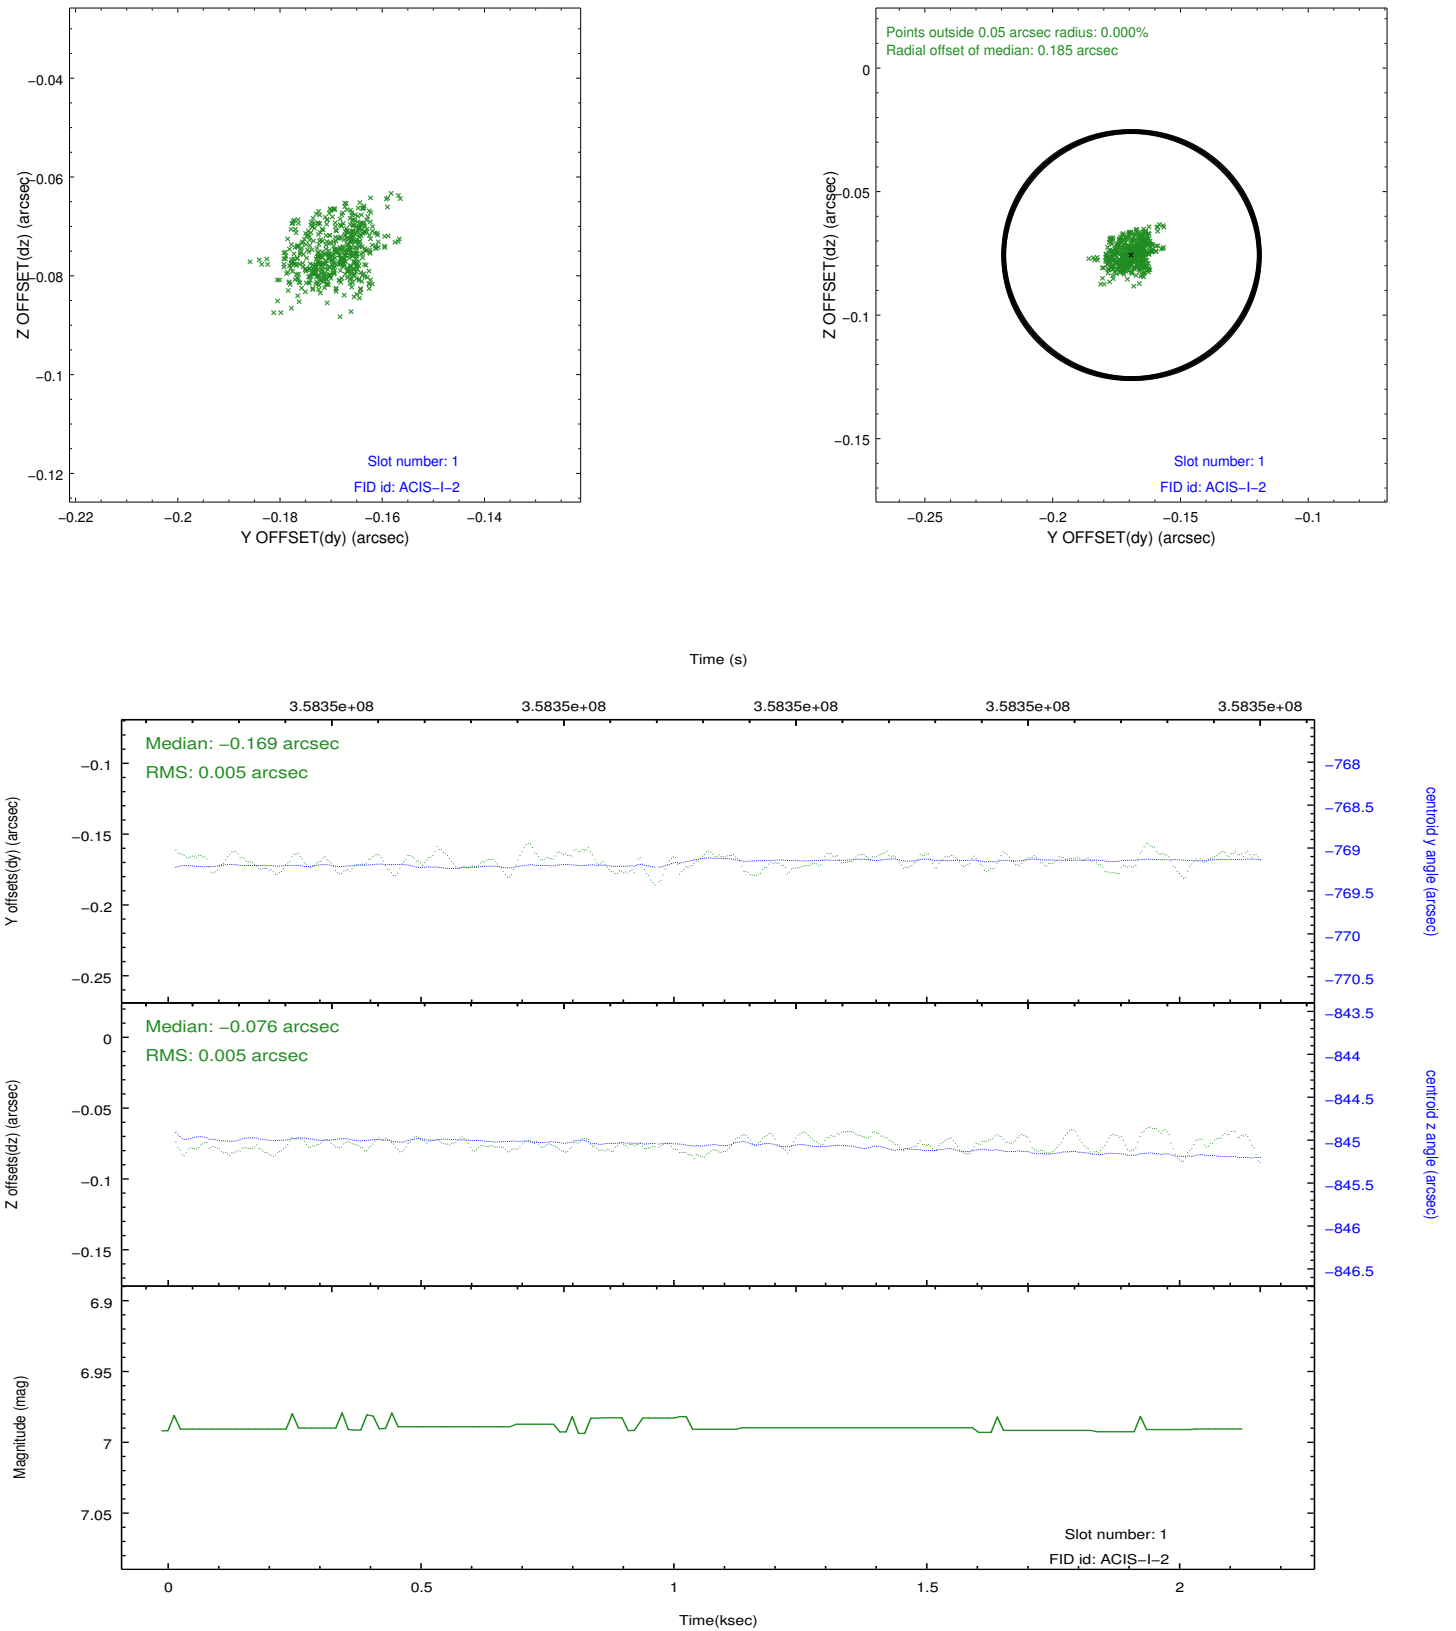 −0.04
−0.06
−0.08
−0.1
−0.12
Z OFFSET(dz) (arcsec)
Slot number: 1
FID id: ACIS−I−2
−0.22
−0.2
−0.18
−0.16
−0.14
Y OFFSET(dy) (arcsec)
Points outside 0.05 arcsec radius: 0.000%
Radial offset of median: 0.185 arcsec
0
−0.05
−0.1
−0.15
Z OFFSET(dz) (arcsec)
Slot number: 1
FID id: ACIS−I−2
−0.25
−0.2
−0.15
−0.1
Y OFFSET(dy) (arcsec)
Time (s)
3.5835e+08
3.5835e+08
3.5835e+08
3.5835e+08
3.5835e+08
Median: −0.169 arcsec
RMS: 0.005 arcsec
−0.1
−0.15
−0.2
−0.25
Y offsets(dy) (arcsec)
−768
−768.5
−769
−769.5
−770
−770.5
centroid y angle (arcsec)
Median: −0.076 arcsec
RMS: 0.005 arcsec
0
−0.05
−0.1
−0.15
Z offsets(dz) (arcsec)
−843.5
−844
−844.5
−845
−845.5
−846
−846.5
centroid z angle (arcsec)
6.9
6.95
7
7.05
Magnitude (mag)
Slot number: 1
FID id: ACIS−I−2
0
0.5
1
1.5
2
Time(ksec)